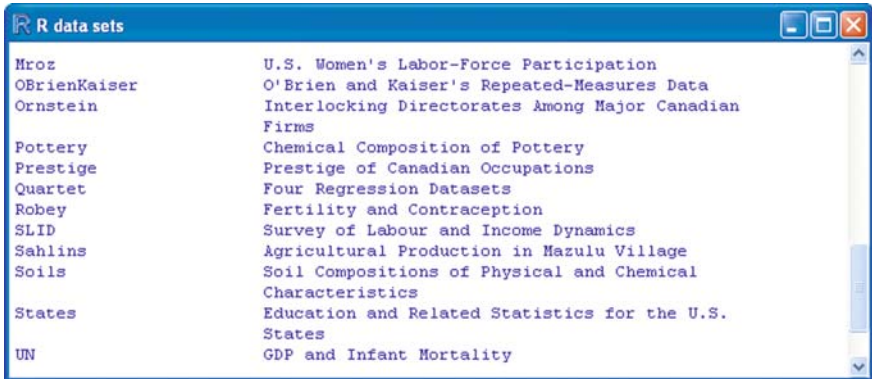 R R data sets
Mroz U.S. Women's Labor-Force Participation
OBrienKaiser O'Brien and Kaiser's Repeated-Measures Data
Ornstein Interlocking Directorates Among Major Canadian
Firms
Pottery Chemical Composition of Pottery
Prestige Prestige of Canadian Occupations
Quartet Four Regression Datasets
Robey Fertility and Contraception
SLID Survey of Labour and Income Dynamics
Sahlins Agricultural Production in Mazulu Village
Soils Soil Compositions of Physical and Chemical
Characteristics
States Education and Related Statistics for the U.S.
States
UN GDP and Infant Mortality